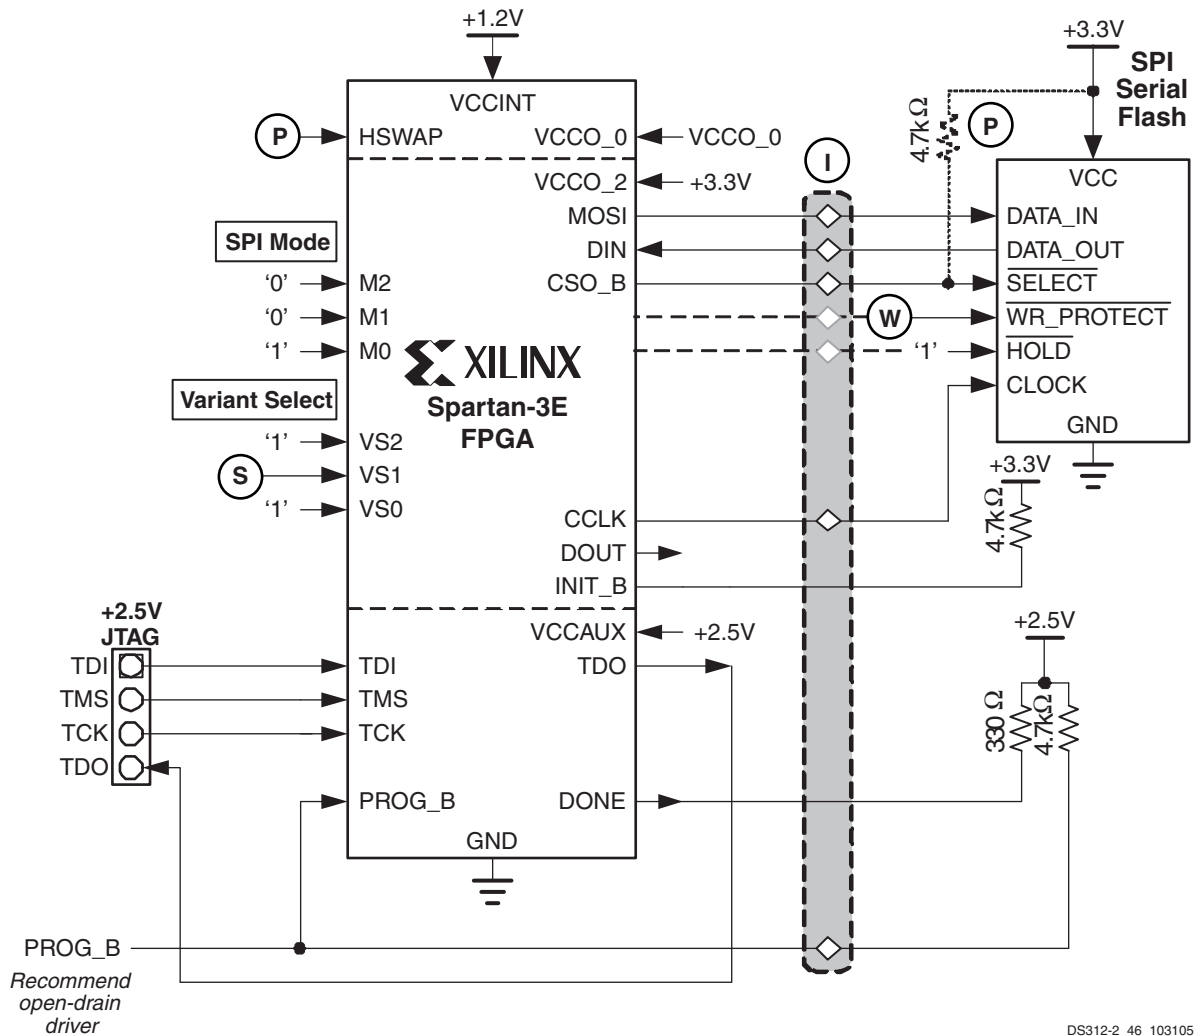 +1.2V
+3.3V
SPI
Serial
Flash
VCCINT
P
HSWAP
VCCO_0
VCCO_0
4.7kΩ
P
I
VCCO_2
+3.3V
VCC
MOSI
DATA_IN
SPI Mode
DIN
DATA_OUT
'0'
M2
CSO_B
SELECT
'0'
M1
W
WR_PROTECT
'1'
M0
'1'
HOLD
XILINX
CLOCK
Variant Select
Spartan-3E
FPGA
GND
'1'
VS2
S
VS1
+3.3V
'1'
VS0
CCLK
4.7kΩ
DOUT
INIT_B
+2.5V
JTAG
VCCAUX
+2.5V
+2.5V
TDI
TDI
TDO
TMS
TMS
TCK
TCK
330 Ω
4.7kΩ
TDO
PROG_B
DONE
GND
PROG_B
Recommend
open-drain
driver
DS312-2_46_103105